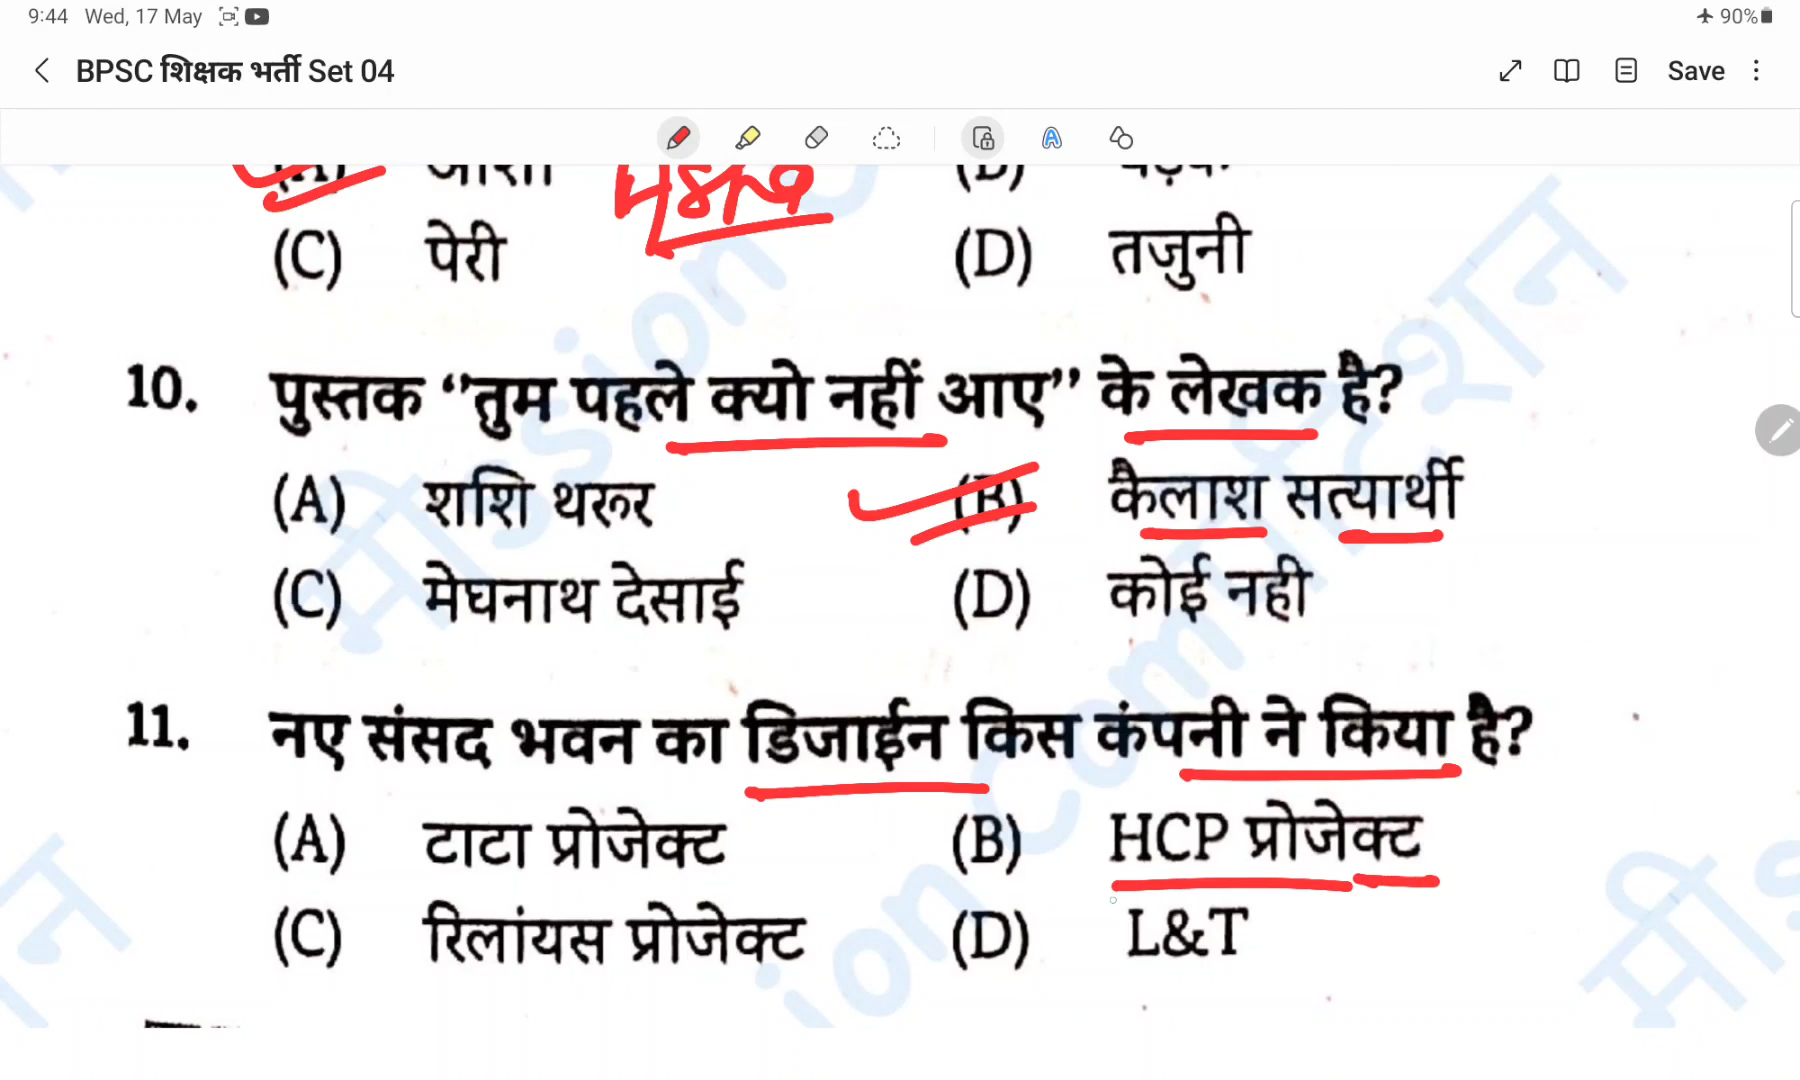 9:44 Wed, 17 May 90%
BPSC शिक्षक भर्ती Set 04 Save
(C) पेरी (D) तजुनी
10. पुस्तक “तुम पहले क्यो नहीं आए” के लेखक है?
(A) शशि थरूर (B) कैलाश सत्यार्थी
(C) मेघनाथ देसाई (D) कोई नही
11. नए संसद भवन का डिजाईन किस कंपनी ने किया है?
(A) टाटा प्रोजेक्ट (B) HCP प्रोजेक्ट
(C) रिलांयस प्रोजेक्ट (D) L&T